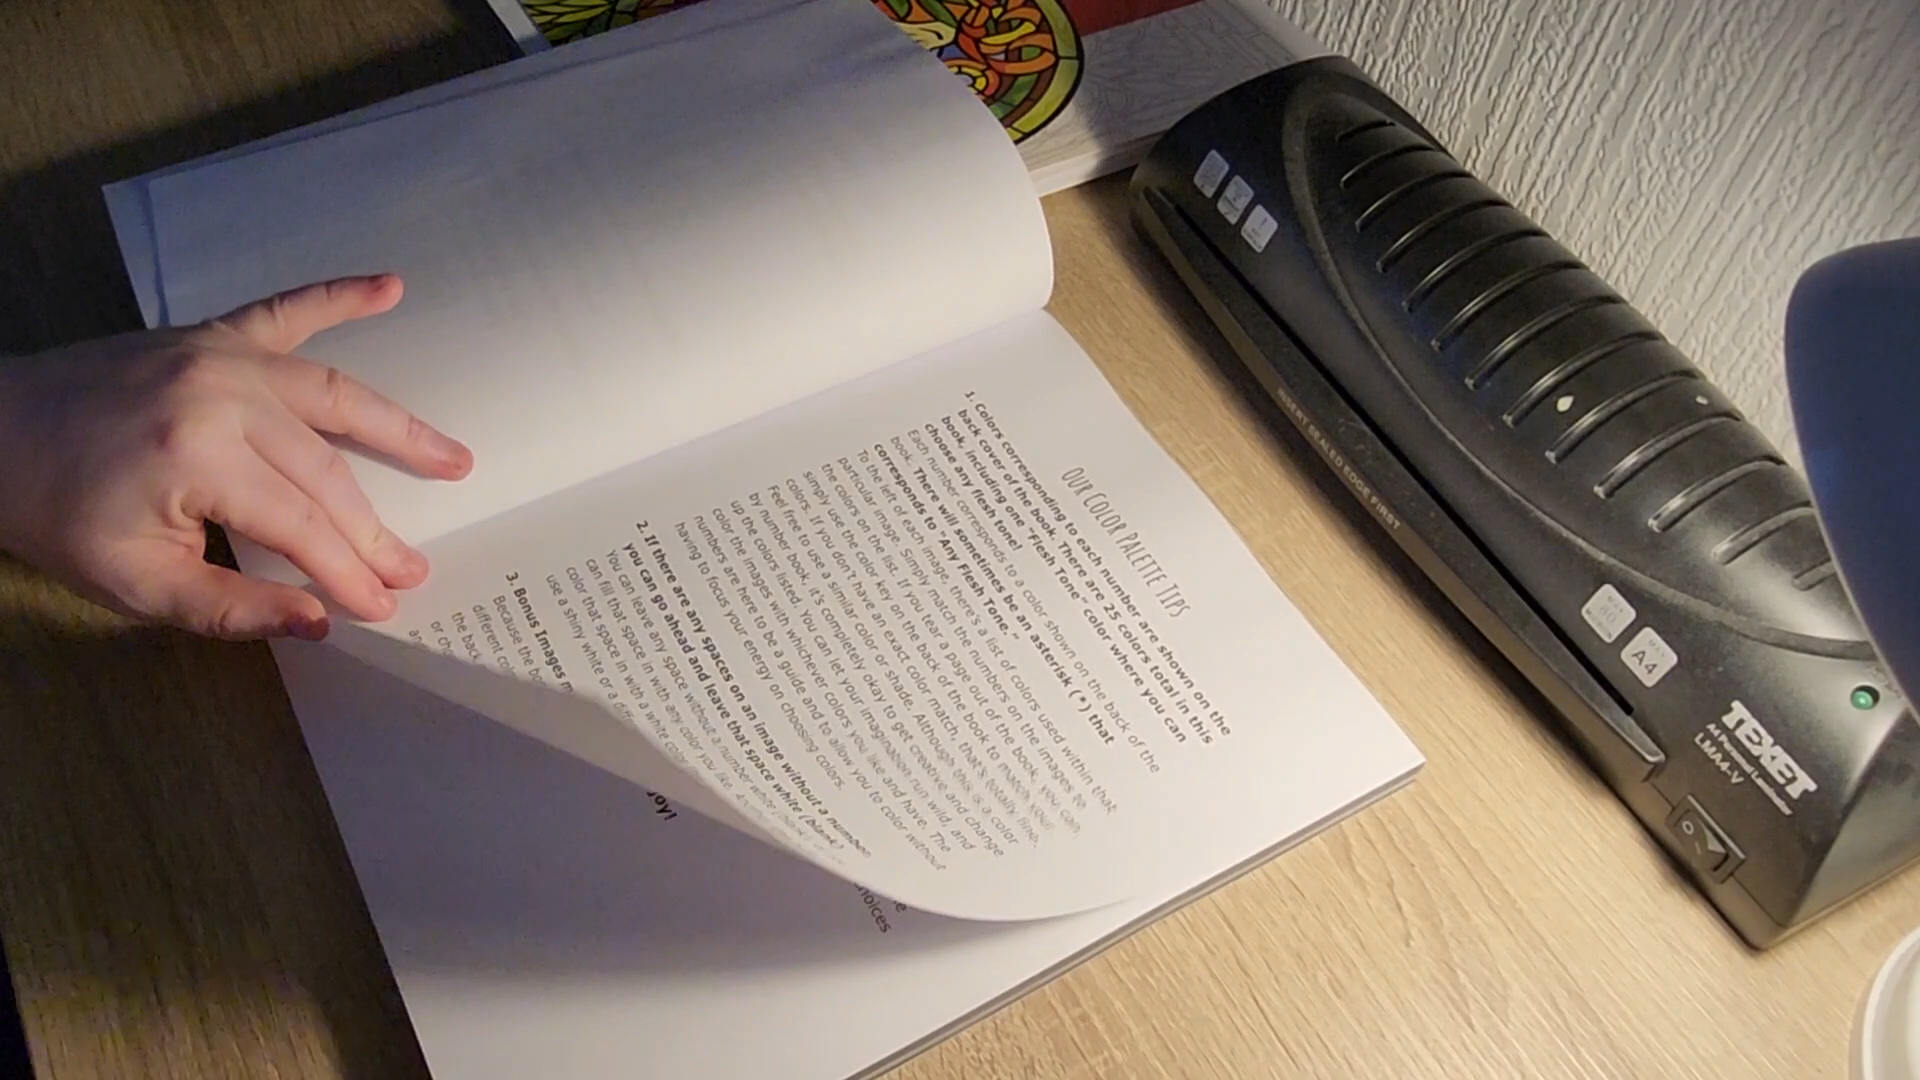 OUR COLOR PALETTE TIPS
1. Colors corresponding to each number are shown on the
back cover of the book. There are 25 colors total in this
book, including one "Flesh Tone" color where you can
choose any flesh tone!
Each number corresponds to a color shown on the back of the
book. There will sometimes be an asterisk (*) that
corresponds to "Any Flesh Tone."
To the left of each image, there's a list of colors used within that
particular image. Simply match the numbers on the images to
the colors on the list. If you tear a page out of the book, you can
simply use the color key on the back of the book to match your
colors. If you don't have an exact color match, that's totally fine.
Feel free to use a similar color or shade. Although this is a color
by number book, it's completely okay to get creative and change
up the colors listed. You can let your imagination run wild, and
color the images with whichever colors you like and have. The
numbers are here to be a guide and to allow you to color without
having to focus your energy on choosing colors.
2. If there are any spaces on an image without a number,
you can go ahead and leave that space white (blank).
You can leave any space without a number white
can fill that space in with any color you like.
color that space in with a white color
use a shiny white or a
3. Bonus Images
Because the
different
the back
or
choices
joy!
INSERT SEALED EDGE FIRST
A4
TEXET
A4 Personal Laminator
LMA4-V